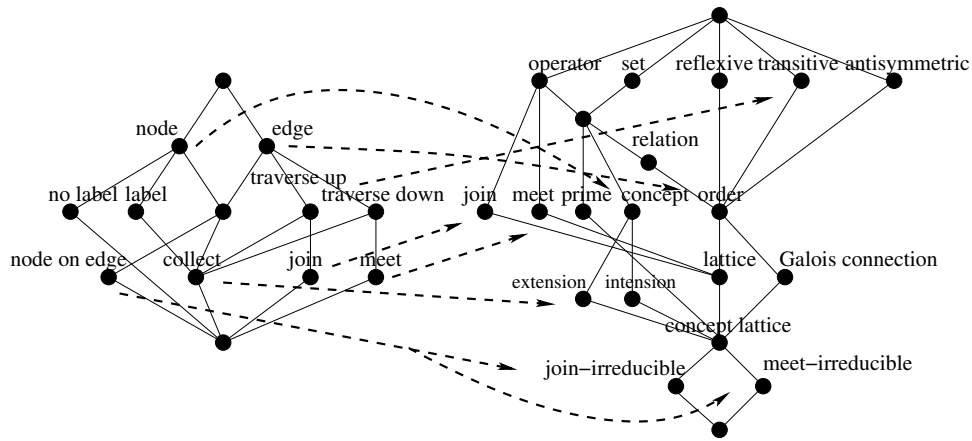 operator set reflexive transitive antisymmetric
node edge
relation
traverse up
no label label traverse down
join meet prime concept order
node on edge collect join meet
lattice Galois connection
extension intension
concept lattice
join−irreducible meet−irreducible